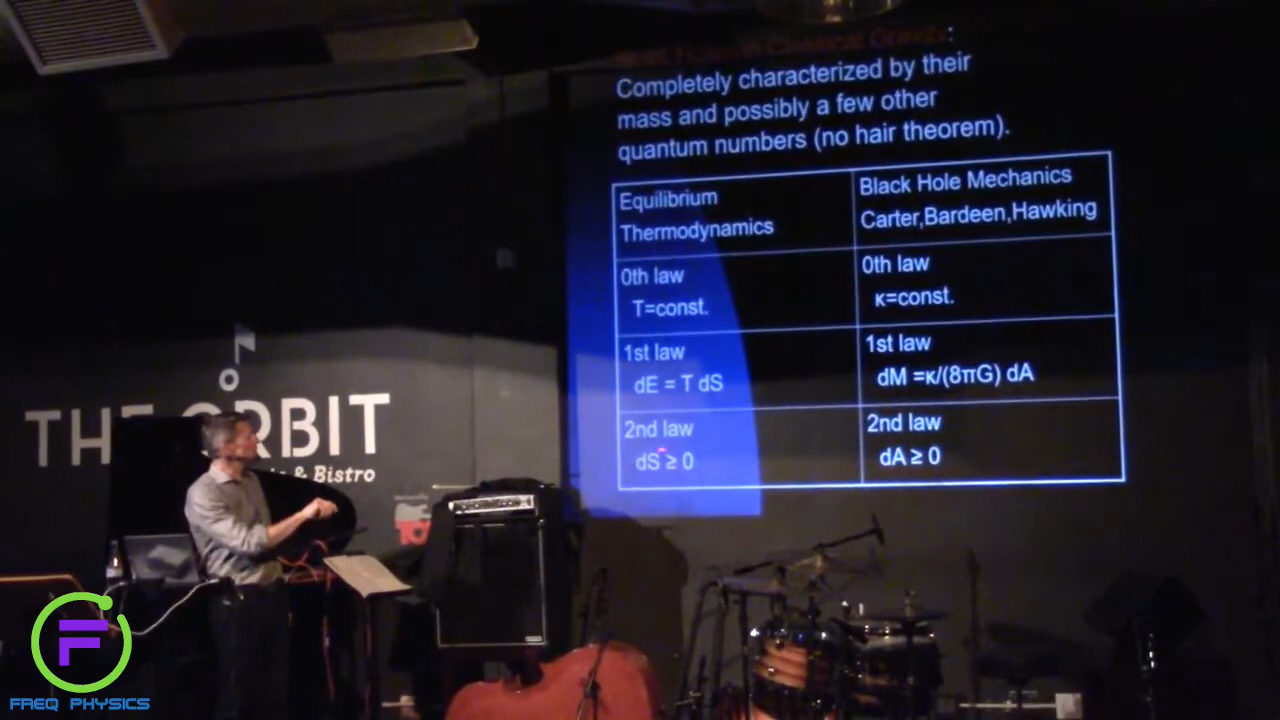 Completely characterized by their
mass and possibly a few other
quantum numbers (no hair theorem).
Equilibrium
Thermodynamics
Black Hole Mechanics
Carter,Bardeen,Hawking
0th law
T=const.
0th law
κ=const.
1st law
dE = T dS
1st law
dM =κ/(8πG) dA
2nd law
dS ≥ 0
2nd law
dA ≥ 0
THE ORBIT
& Bistro
F
FREQ PHYSICS